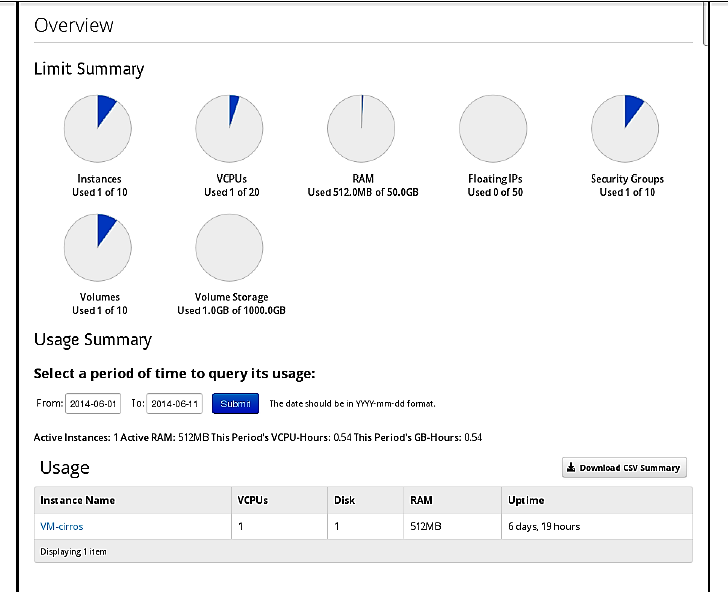 Overview
Limit Summary
Instances
Used 1 of 10
VCPUs
Used 1 of 20
RAM
Used 512.0MB of 50.0GB
Floating IPs
Used 0 of 50
Security Groups
Used 1 of 10
Volumes
Used 1 of 10
Volume Storage
Used 1.0GB of 1000.0GB
Usage Summary
Select a period of time to query its usage:
From: 2014-06-01 To: 2014-06-11 Submit The date should be in YYYY-mm-dd format.
Active Instances: 1 Active RAM: 512MB This Period's VCPU-Hours: 0.54 This Period's GB-Hours: 0.54
Usage Download CSV Summary
Instance Name VCPUs Disk RAM Uptime
VM-cirros 1 1 512MB 6 days, 19 hours
Displaying 1 item